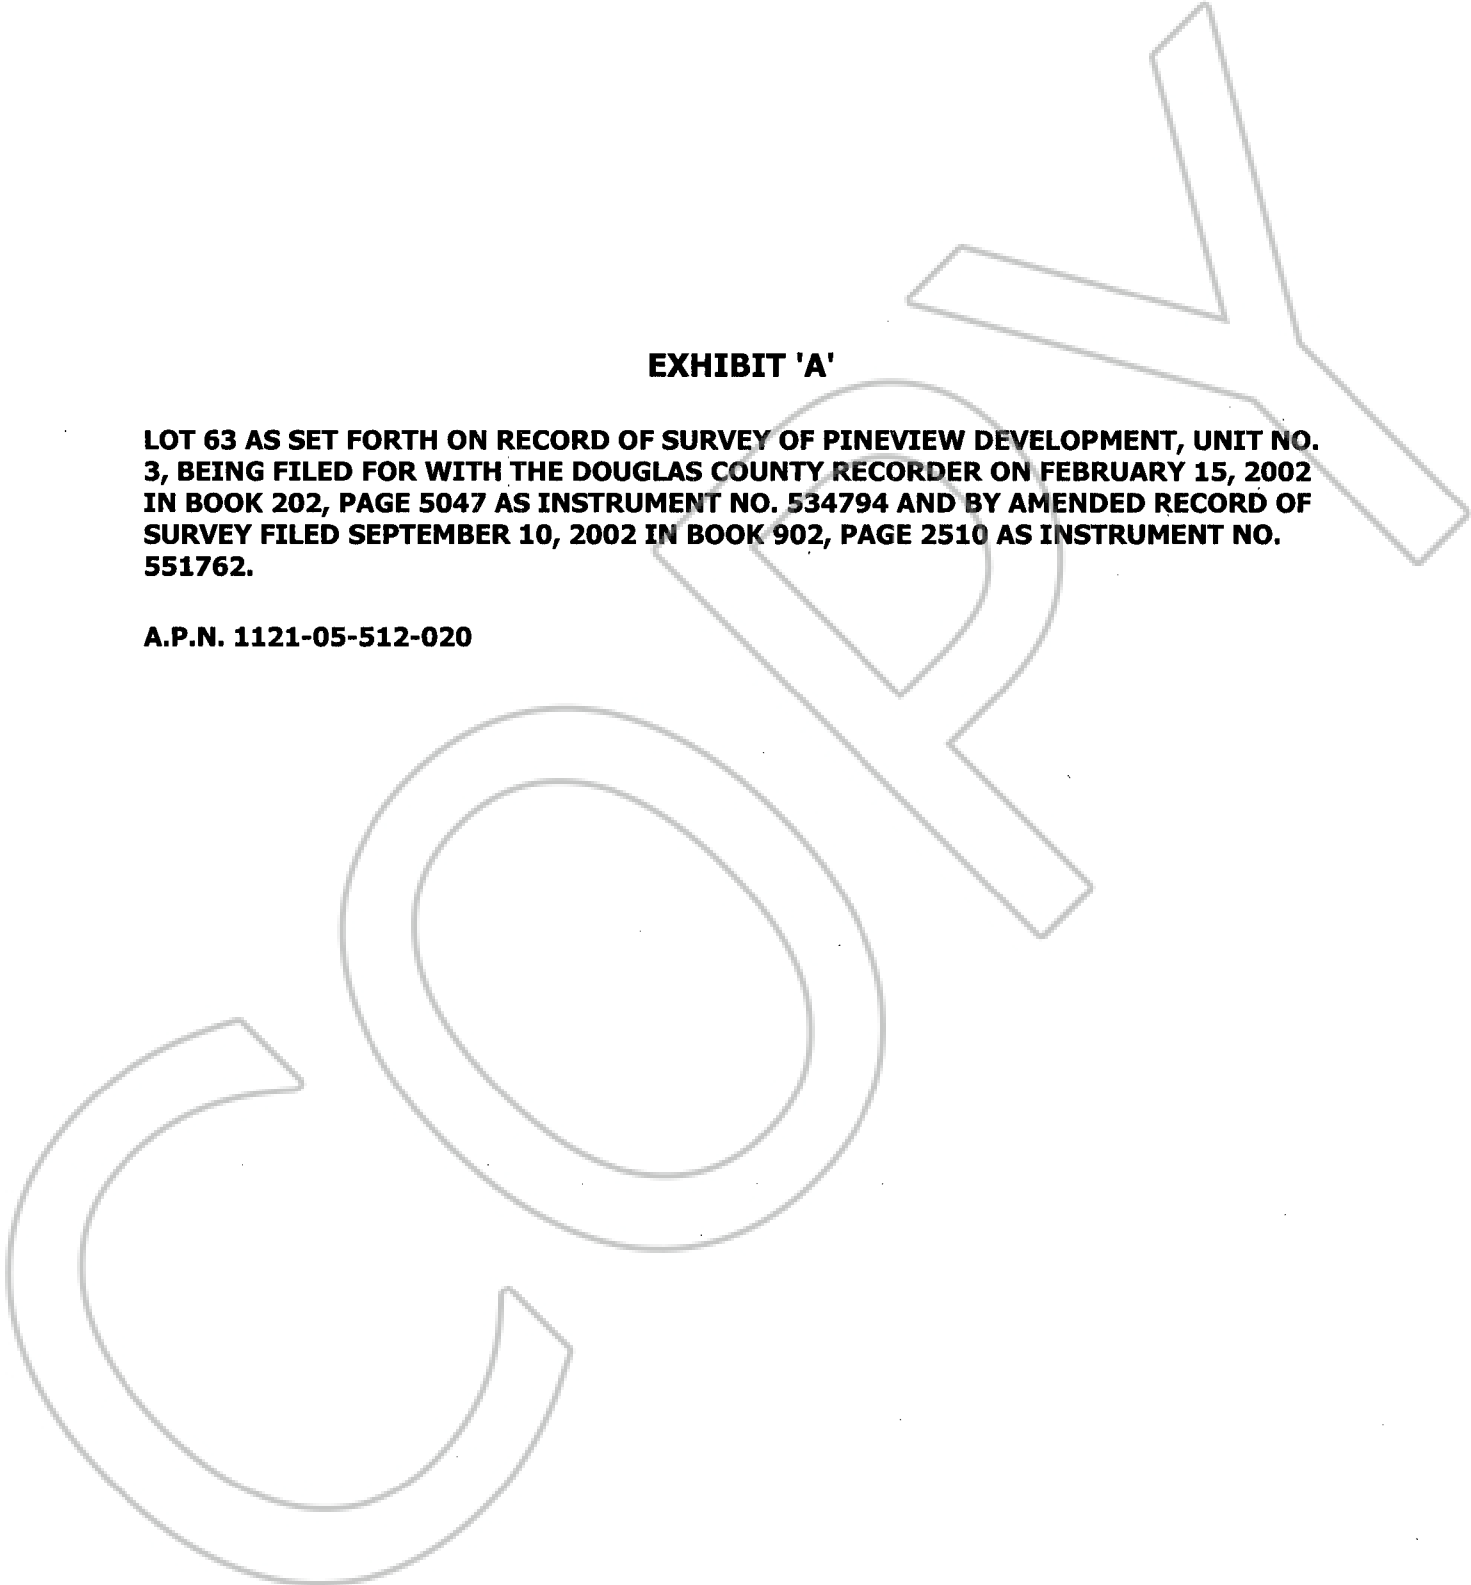 EXHIBIT 'A'
LOT 63 AS SET FORTH ON RECORD OF SURVEY OF PINEVIEW DEVELOPMENT, UNIT NO.
3, BEING FILED FOR WITH THE DOUGLAS COUNTY RECORDER ON FEBRUARY 15, 2002
IN BOOK 202, PAGE 5047 AS INSTRUMENT NO. 534794 AND BY AMENDED RECORD OF
SURVEY FILED SEPTEMBER 10, 2002 IN BOOK 902, PAGE 2510 AS INSTRUMENT NO.
551762.
A.P.N. 1121-05-512-020
COPY